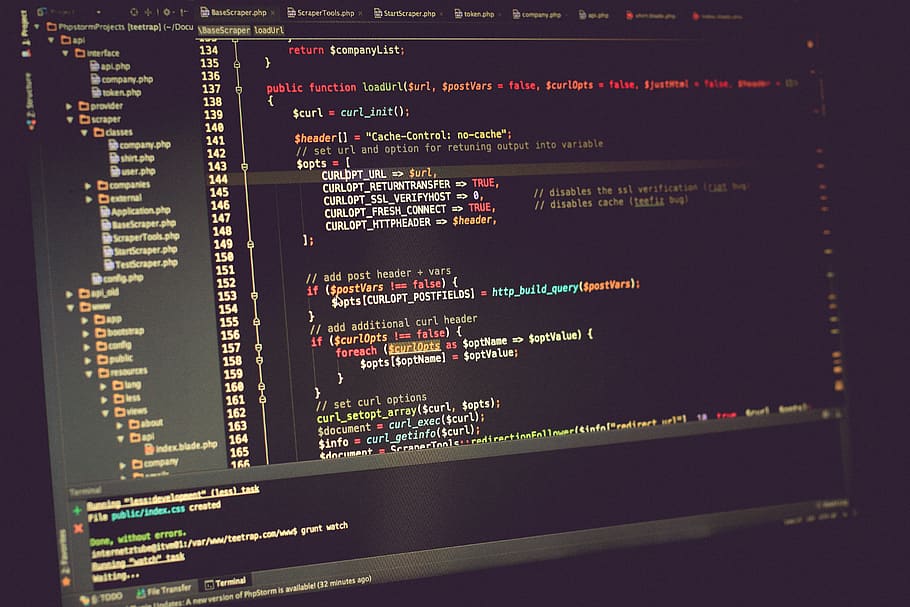 1: Project
PhpstormProjects [teetrap] (~/Docu
api
interface
api.php
company.php
token.php
provider
scraper
classes
company.php
shirt.php
user.php
companies
external
Application.php
BaseScraper.php
ScraperTools.php
StartScraper.php
TestScraper.php
config.php
api_old
www
app
bootstrap
config
public
resources
lang
less
views
about
api
index.blade.php
company
Structure
Favorites
BaseScraper.php
ScraperTools.php
StartScraper.php
token.php
company.php
api.php
shirt.blade.php
index.blade.php
\BaseScraper loadUrl
134 return $companyList;
135 }
136
137 public function loadUrl($url, $postVars = false, $curlOpts = false, $justHtml = false, $header =
138 {
139 $curl = curl_init();
140
141 $header[] = "Cache-Control: no-cache";
142 // set url and option for retuning output into variable
143 $opts = [
144 CURLOPT_URL => $url,
145 CURLOPT_RETURNTRANSFER => TRUE,
146 CURLOPT_SSL_VERIFYHOST => 0, // disables the ssl verification (ript bug)
147 CURLOPT_FRESH_CONNECT => TRUE, // disables cache (teefiz bug)
148 CURLOPT_HTTPHEADER => $header,
149 ];
150
151
152 // add post header + vars
153 if ($postVars !== false) {
154 $opts[CURLOPT_POSTFIELDS] = http_build_query($postVars);
155 }
156 // add additional curl header
157 if ($curlOpts !== false) {
158 foreach ($curlOpts as $optName => $optValue) {
159 $opts[$optName] = $optValue;
160 }
161 }
162 // set curl options
163 curl_setopt_array($curl, $opts);
164 $document = curl_exec($curl);
165 $info = curl_getinfo($curl);
166 $document = ScraperTools::redirectionFollower($info["redirect_url"], 10, true, $curl, $opts);
Terminal
Running "less:development" (less) task
File public/index.css created
Done, without errors.
internetztube@itvm01:/var/www/teetrap.com/www$ grunt watch
Running "watch" task
Waiting...
6: TODO
File Transfer
Terminal
Updates: A new version of PhpStorm is available! (32 minutes ago)